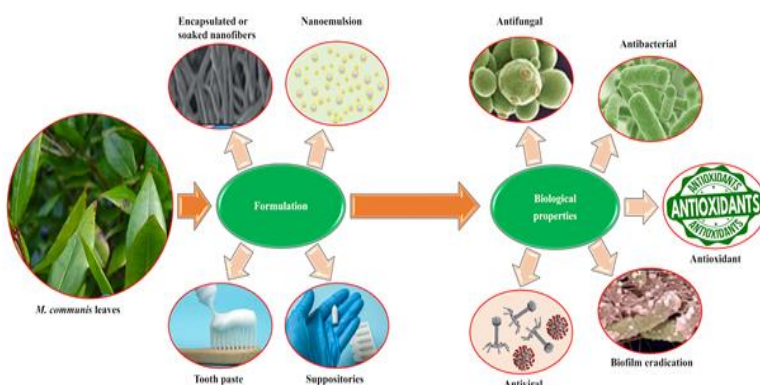 Encapsulated or
soaked nanofibers
Nanoemulsion
Antifungal
Antibacterial
Formulation
Biological
properties
ANTIOXIDANTS
ANTIOXIDANTS
ANTIOXIDANTS
Antioxidant
M. communis leaves
Tooth paste
Suppositories
Antiviral
Biofilm eradication